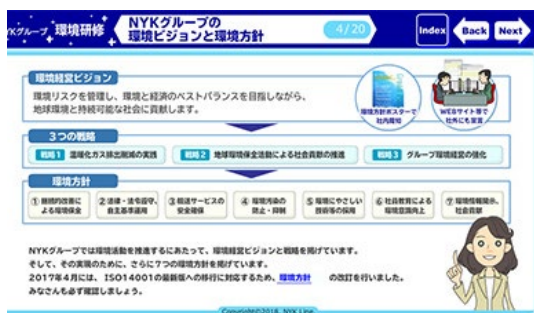 NYKグループ 環境研修
NYKグループの
環境ビジョンと環境方針
4/20
Index
Back
Next
環境経営ビジョン
環境リスクを管理し、環境と経済のベストバランスを目指しながら、
地球環境と持続可能な社会に貢献します。
環境方針ポスターで
社内周知
WEBサイト等で
社外にも宣言
3つの戦略
戦略1 温暖化ガス排出削減の実践
戦略2 地球環境保全活動による社会貢献の推進
戦略3 グループ環境経営の強化
環境方針
① 継続的改善に
よる環境保全
② 法律・法令遵守、
自主基準運用
③ 輸送サービスの
安全確保
④ 環境汚染の
防止・抑制
⑤ 環境にやさしい
技術等の採用
⑥ 社員教育による
環境意識向上
⑦ 環境情報開示、
社会貢献
NYKグループでは環境活動を推進するにあたって、環境経営ビジョンと戦略を掲げています。
そして、その実現のために、さらに7つの環境方針を掲げています。
2017年4月には、ISO14001の最新版への移行に対応するため、環境方針 の改訂を行いました。
みなさんも必ず確認しましょう。
Copyright©2018 NYK Line